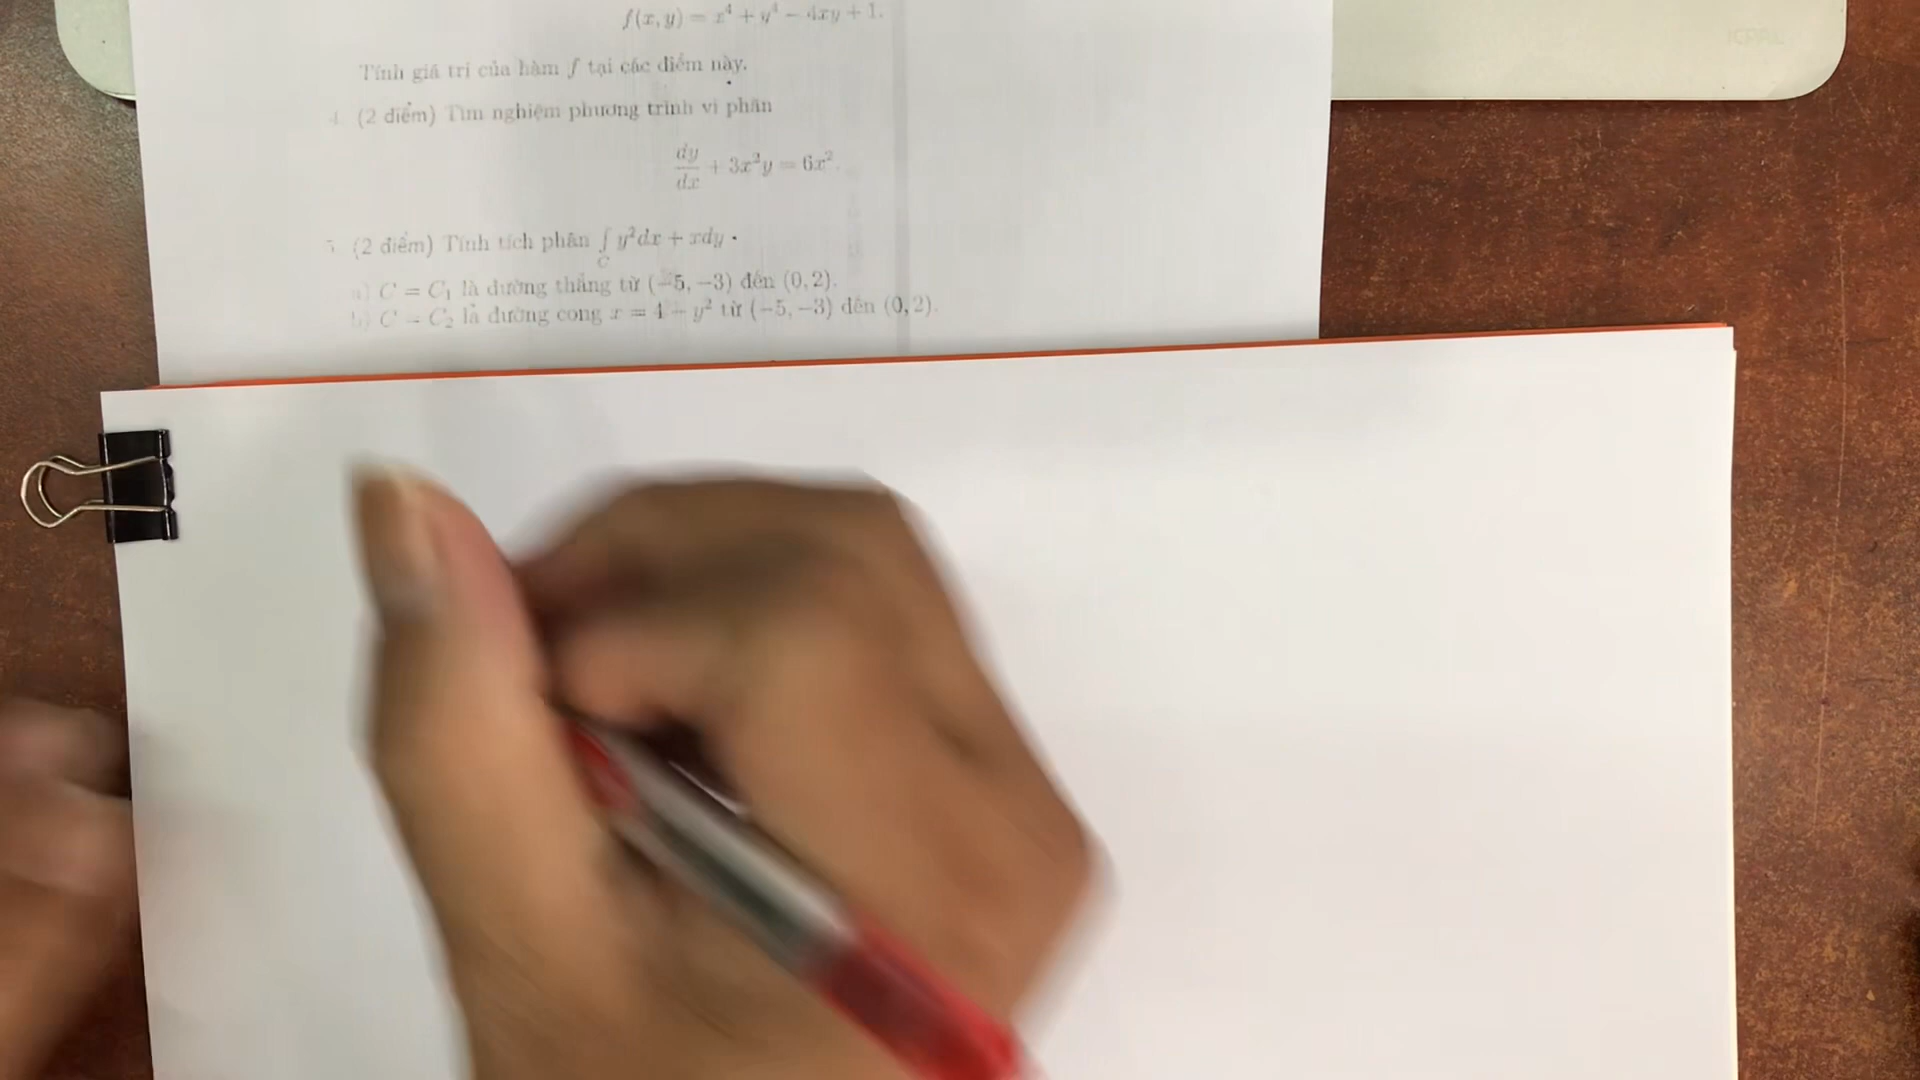 f(x, y) = x⁴ + y⁴ − 4xy + 1.
Tính giá trị của hàm f tại các điểm này.
4. (2 điểm) Tìm nghiệm phương trình vi phân
dy/dx + 3x²y = 6x².
5. (2 điểm) Tính tích phân ∫_C y²dx + xdy.
a) C = C₁ là đường thẳng từ (−5, −3) đến (0, 2).
b) C = C₂ là đường cong x = 4 − y² từ (−5, −3) đến (0, 2).